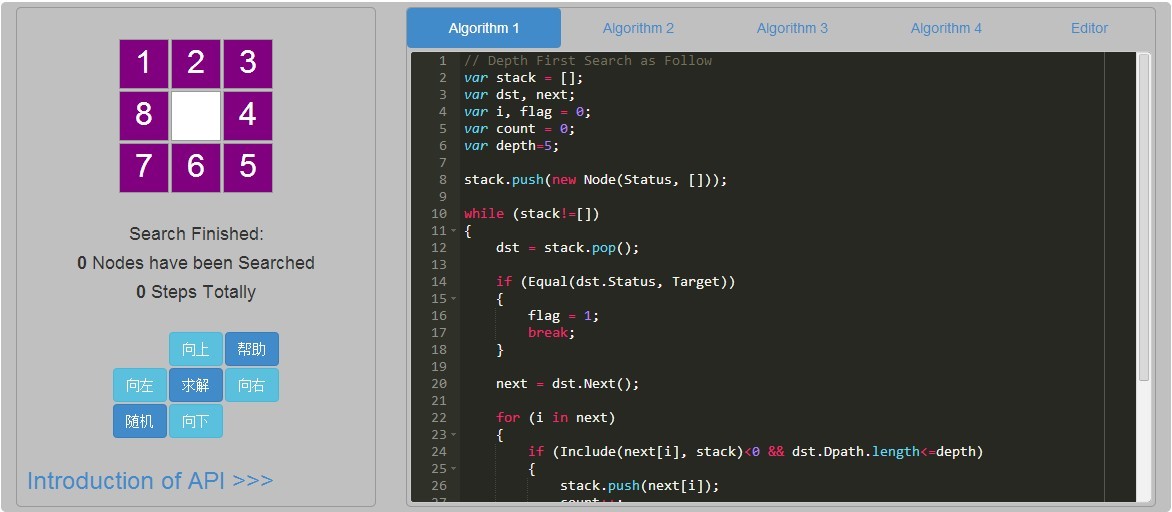 1 2 3
8 4
7 6 5
Search Finished:
0 Nodes have been Searched
0 Steps Totally
向上 帮助
向左 求解 向右
随机 向下
Introduction of API >>>
Algorithm 1 Algorithm 2 Algorithm 3 Algorithm 4 Editor
1 // Depth First Search as Follow
2 var stack = [];
3 var dst, next;
4 var i, flag = 0;
5 var count = 0;
6 var depth=5;
7
8 stack.push(new Node(Status, []));
9
10 while (stack!=[])
11 {
12 dst = stack.pop();
13
14 if (Equal(dst.Status, Target))
15 {
16 flag = 1;
17 break;
18 }
19
20 next = dst.Next();
21
22 for (i in next)
23 {
24 if (Include(next[i], stack)<0 && dst.Dpath.length<=depth)
25 {
26 stack.push(next[i]);
27 count++;